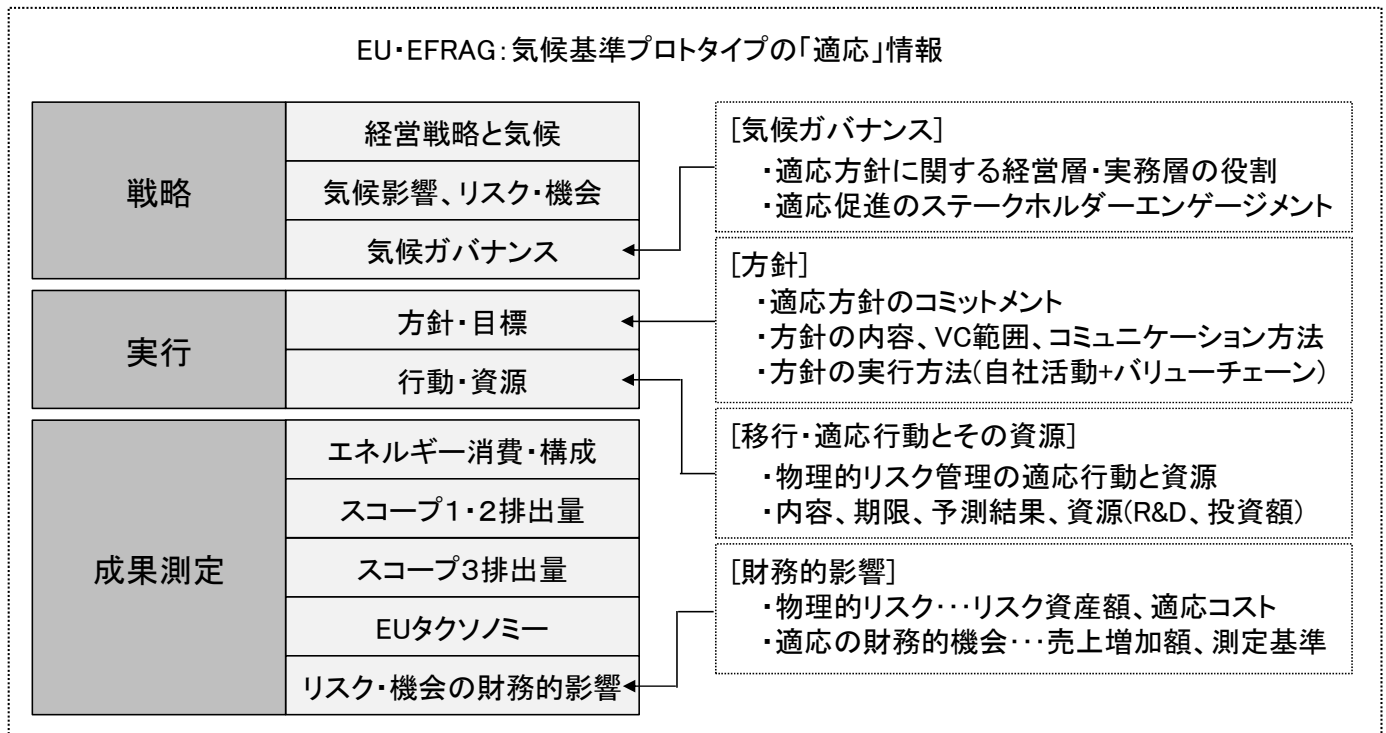 EU・EFRAG：気候基準プロトタイプの「適応」情報
戦略
経営戦略と気候
気候影響、リスク・機会
気候ガバナンス
実行
方針・目標
行動・資源
成果測定
エネルギー消費・構成
スコープ１・２排出量
スコープ３排出量
EUタクソノミー
リスク・機会の財務的影響
[気候ガバナンス]
・適応方針に関する経営層・実務層の役割
・適応促進のステークホルダーエンゲージメント
[方針]
・適応方針のコミットメント
・方針の内容、VC範囲、コミュニケーション方法
・方針の実行方法(自社活動+バリューチェーン)
[移行・適応行動とその資源]
・物理的リスク管理の適応行動と資源
・内容、期限、予測結果、資源(R&D、投資額)
[財務的影響]
・物理的リスク・・・リスク資産額、適応コスト
・適応の財務的機会・・・売上増加額、測定基準